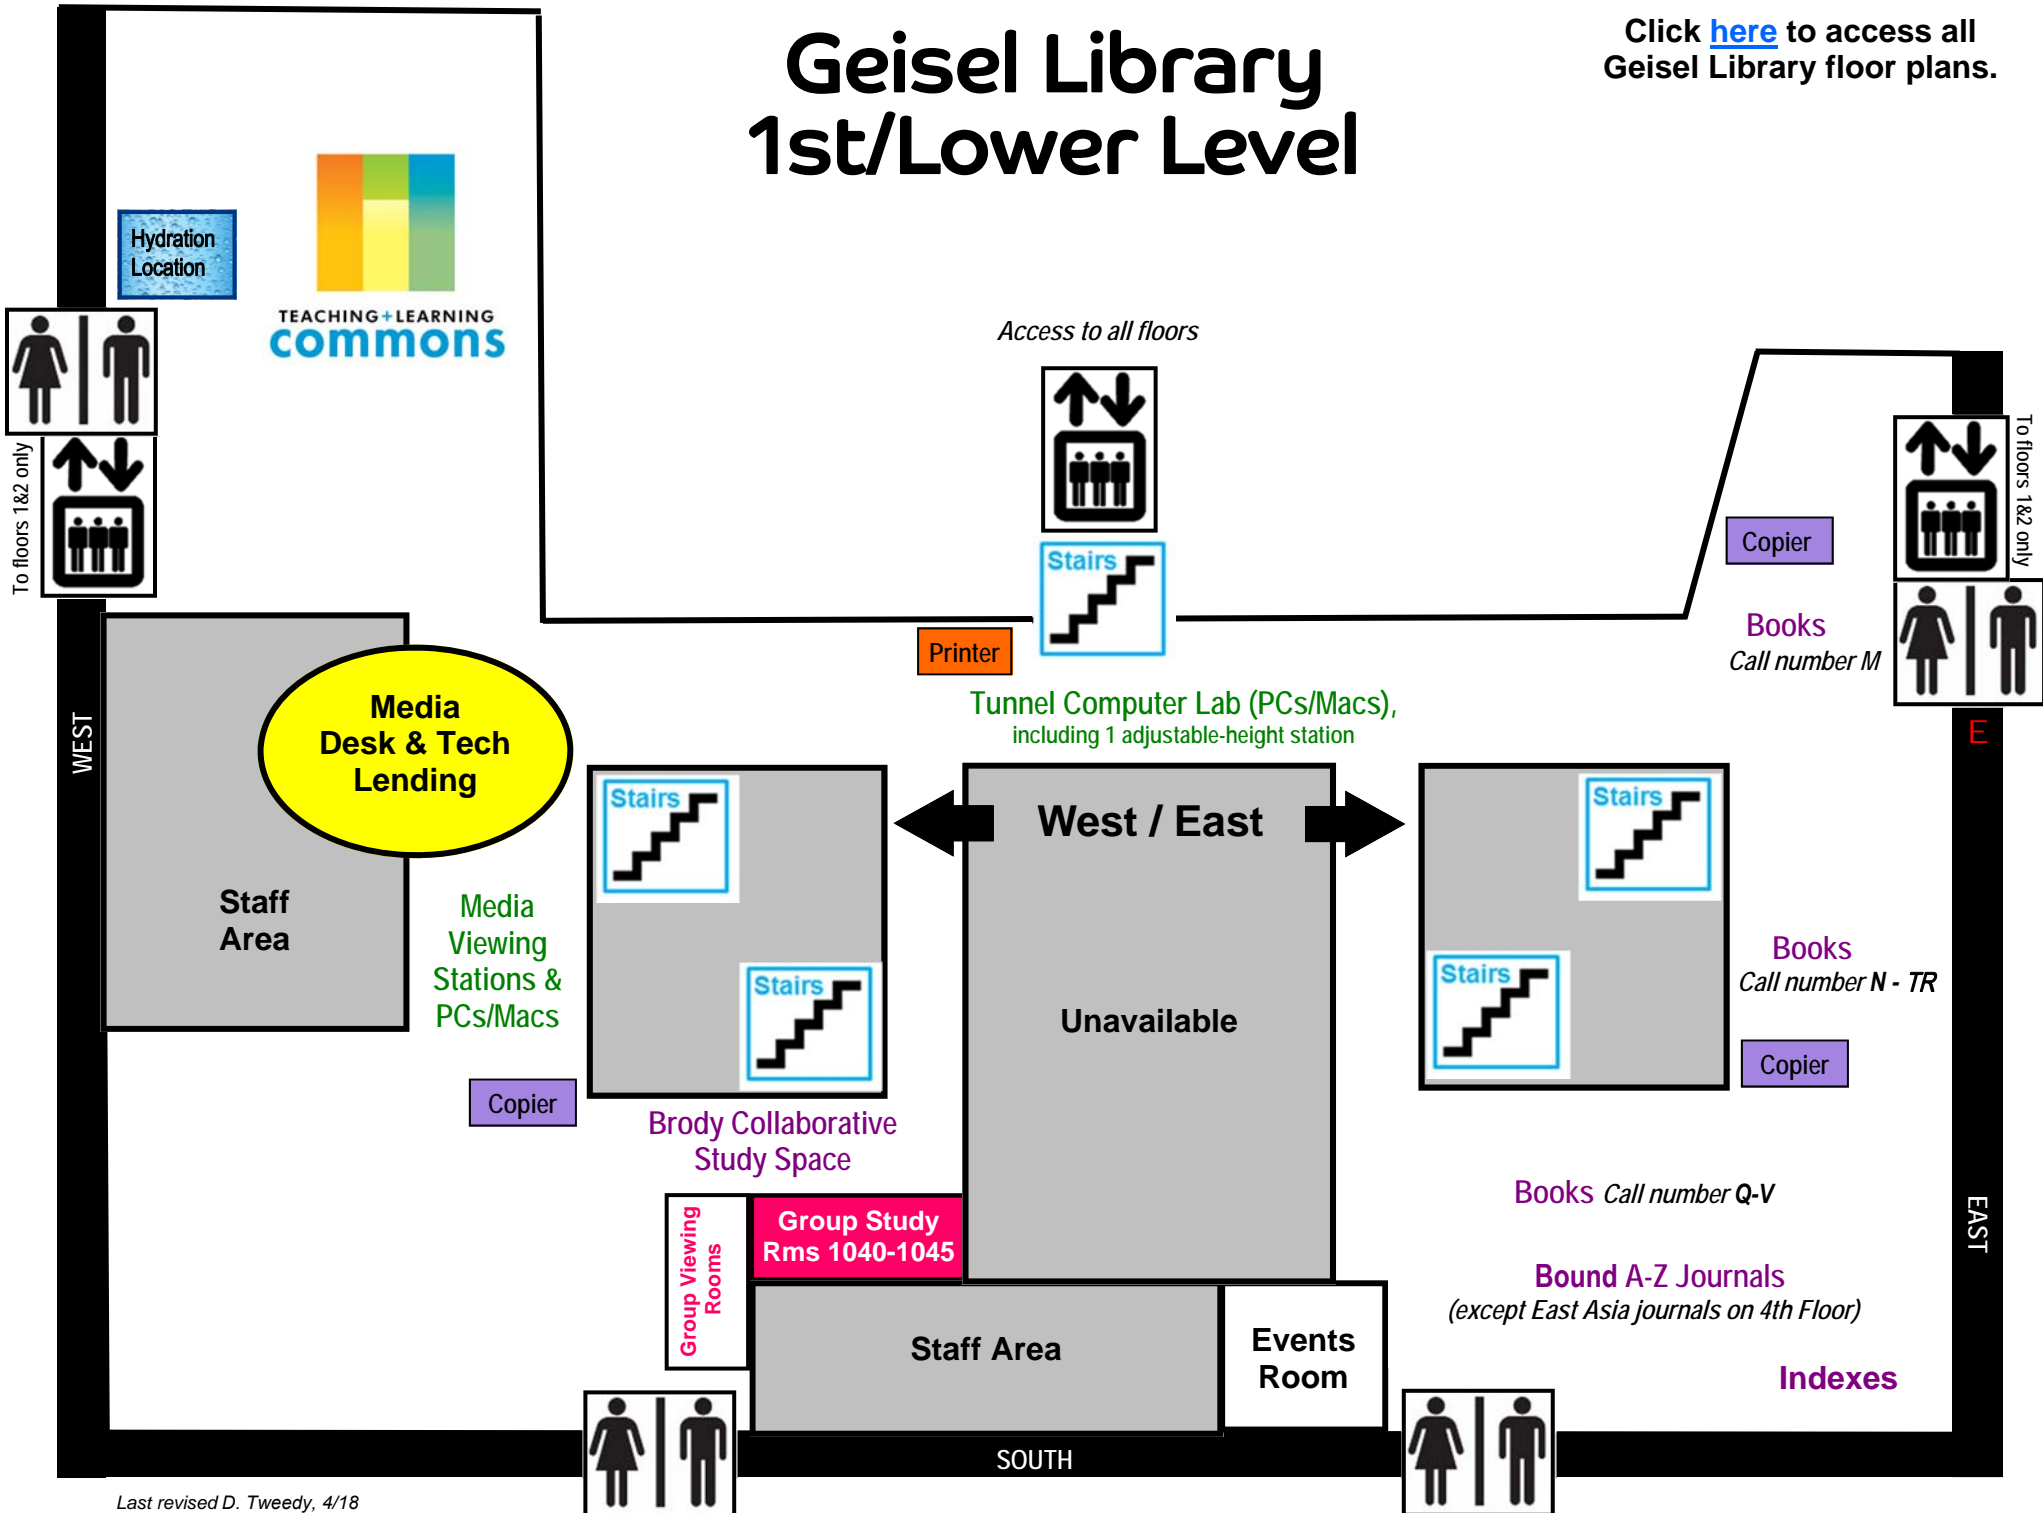 Geisel Library
1st/Lower Level
Click here to access all
Geisel Library floor plans.
Hydration
Location
TEACHING+LEARNING
commons
Access to all floors
To floors 1&2 only
To floors 1&2 only
Stairs
Copier
Printer
Books
Call number M
Tunnel Computer Lab (PCs/Macs),
including 1 adjustable-height station
WEST
Media
Desk & Tech
Lending
E
Stairs
West / East
Stairs
Staff
Area
Media
Viewing
Stations &
PCs/Macs
Stairs
Unavailable
Stairs
Books
Call number N - TR
Copier
Copier
Brody Collaborative
Study Space
Books Call number Q-V
EAST
Group Viewing
Rooms
Group Study
Rms 1040-1045
Bound A-Z Journals
(except East Asia journals on 4th Floor)
Staff Area
Events
Room
Indexes
SOUTH
Last revised D. Tweedy, 4/18